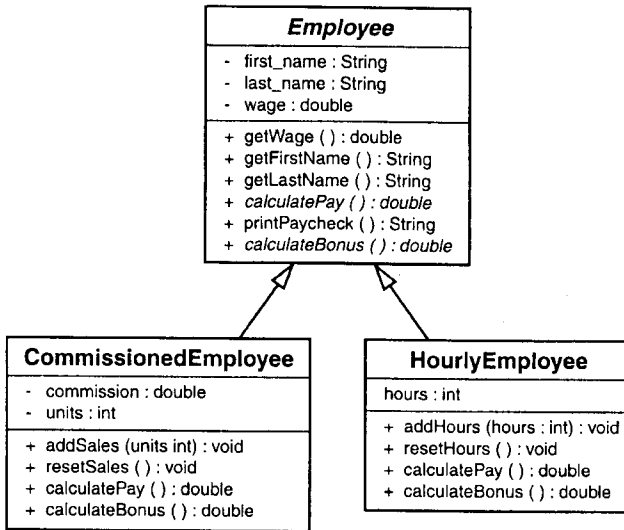 Employee
- first_name : String
- last_name : String
- wage : double
+ getWage ( ) : double
+ getFirstName ( ) : String
+ getLastName ( ) : String
+ calculatePay ( ) : double
+ printPaycheck ( ) : String
+ calculateBonus ( ) : double
CommissionedEmployee
- commission : double
- units : int
+ addSales (units int) : void
+ resetSales ( ) : void
+ calculatePay ( ) : double
+ calculateBonus ( ) : double
HourlyEmployee
hours : int
+ addHours (hours : int) : void
+ resetHours ( ) : void
+ calculatePay ( ) : double
+ calculateBonus ( ) : double